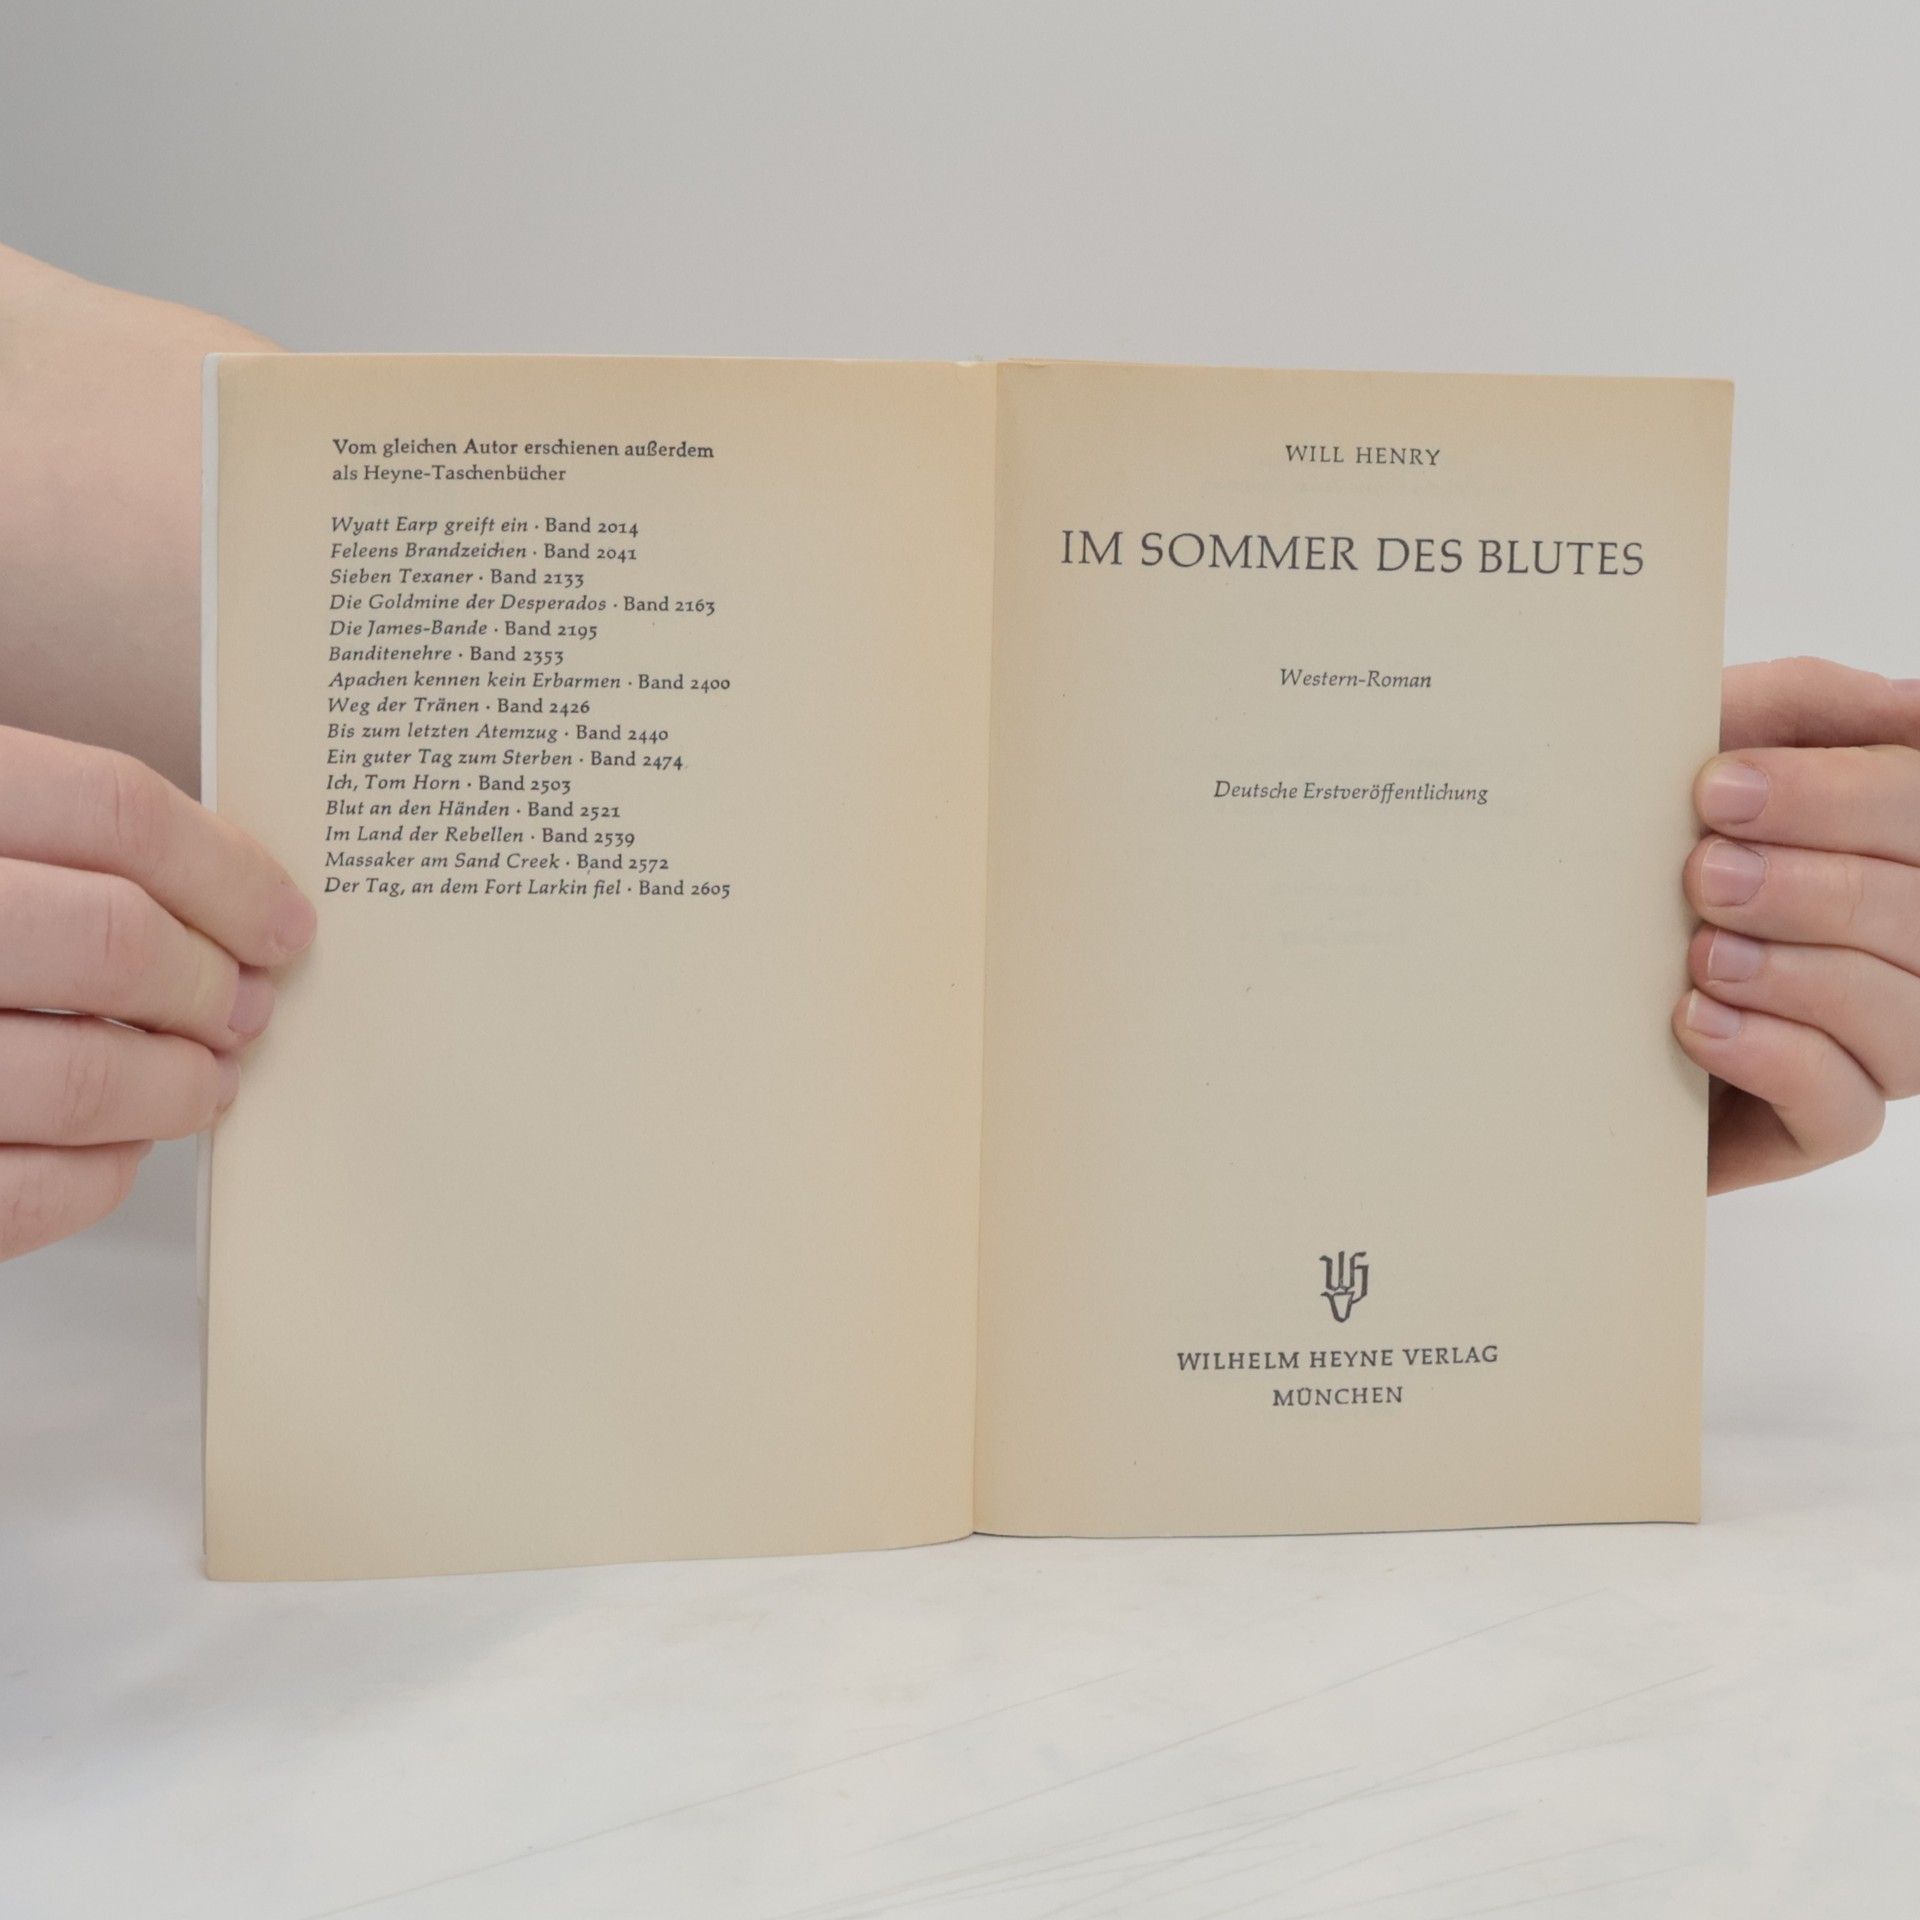 Vom gleichen Autor erschienen außerdem
als Heyne-Taschenbücher
Wyatt Earp greift ein · Band 2014
Feleens Brandzeichen · Band 2041
Sieben Texaner · Band 2133
Die Goldmine der Desperados · Band 2163
Die James-Bande · Band 2195
Banditenehre · Band 2353
Apachen kennen kein Erbarmen · Band 2400
Weg der Tränen · Band 2426
Bis zum letzten Atemzug · Band 2440
Ein guter Tag zum Sterben · Band 2474
Ich, Tom Horn · Band 2503
Blut an den Händen · Band 2521
Im Land der Rebellen · Band 2539
Massaker am Sand Creek · Band 2572
Der Tag, an dem Fort Larkin fiel · Band 2605
WILL HENRY
IM SOMMER DES BLUTES
Western-Roman
Deutsche Erstveröffentlichung
WHV
WILHELM HEYNE VERLAG
MÜNCHEN